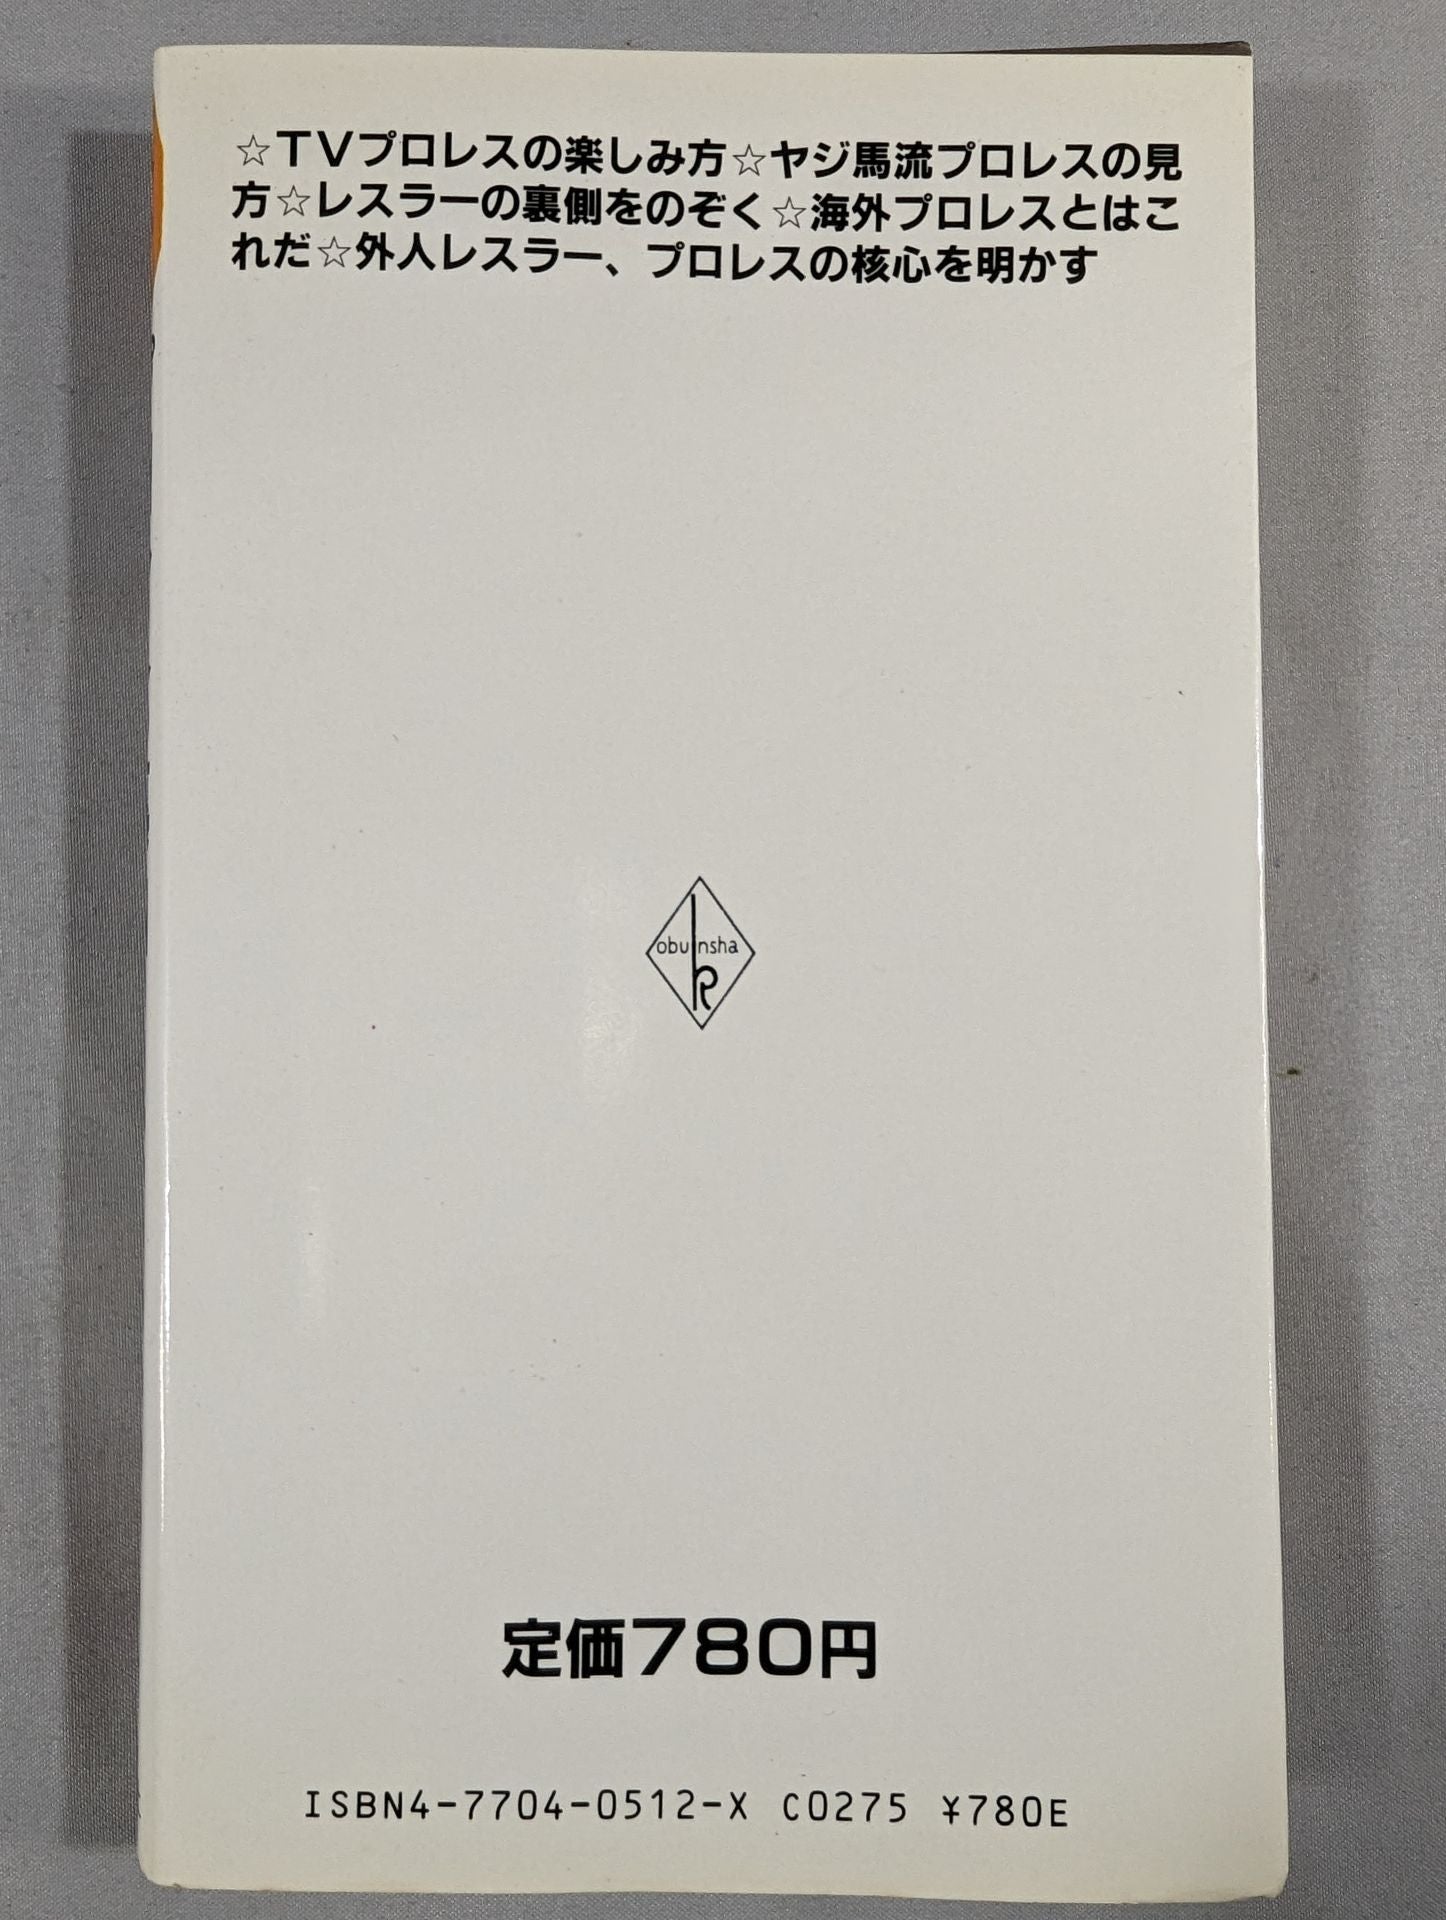 ☆TVプロレスの楽しみ方☆ヤジ馬流プロレスの見
方☆レスラーの裏側をのぞく☆海外プロレスとはこ
れだ☆外人レスラー、プロレスの核心を明かす
obunsha
定価780円
ISBN4-7704-0512-X C0275 ¥780E